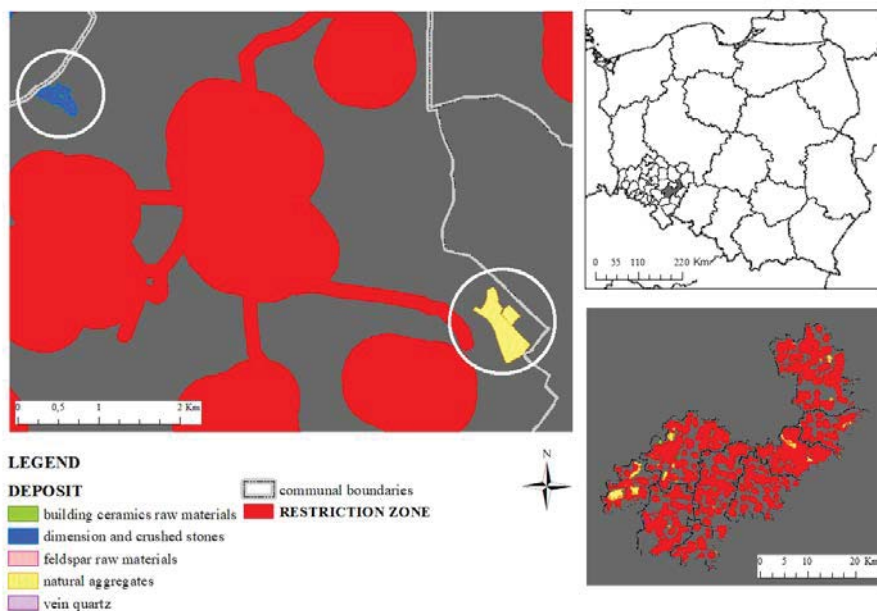 0 0,5 1 2 Km
0 55 110 220 Km
0 10 20 Km
N
LEGEND
DEPOSIT
building ceramics raw materials
dimension and crushed stones
feldspar raw materials
natural aggregates
vein quartz
communal boundaries
RESTRICTION ZONE